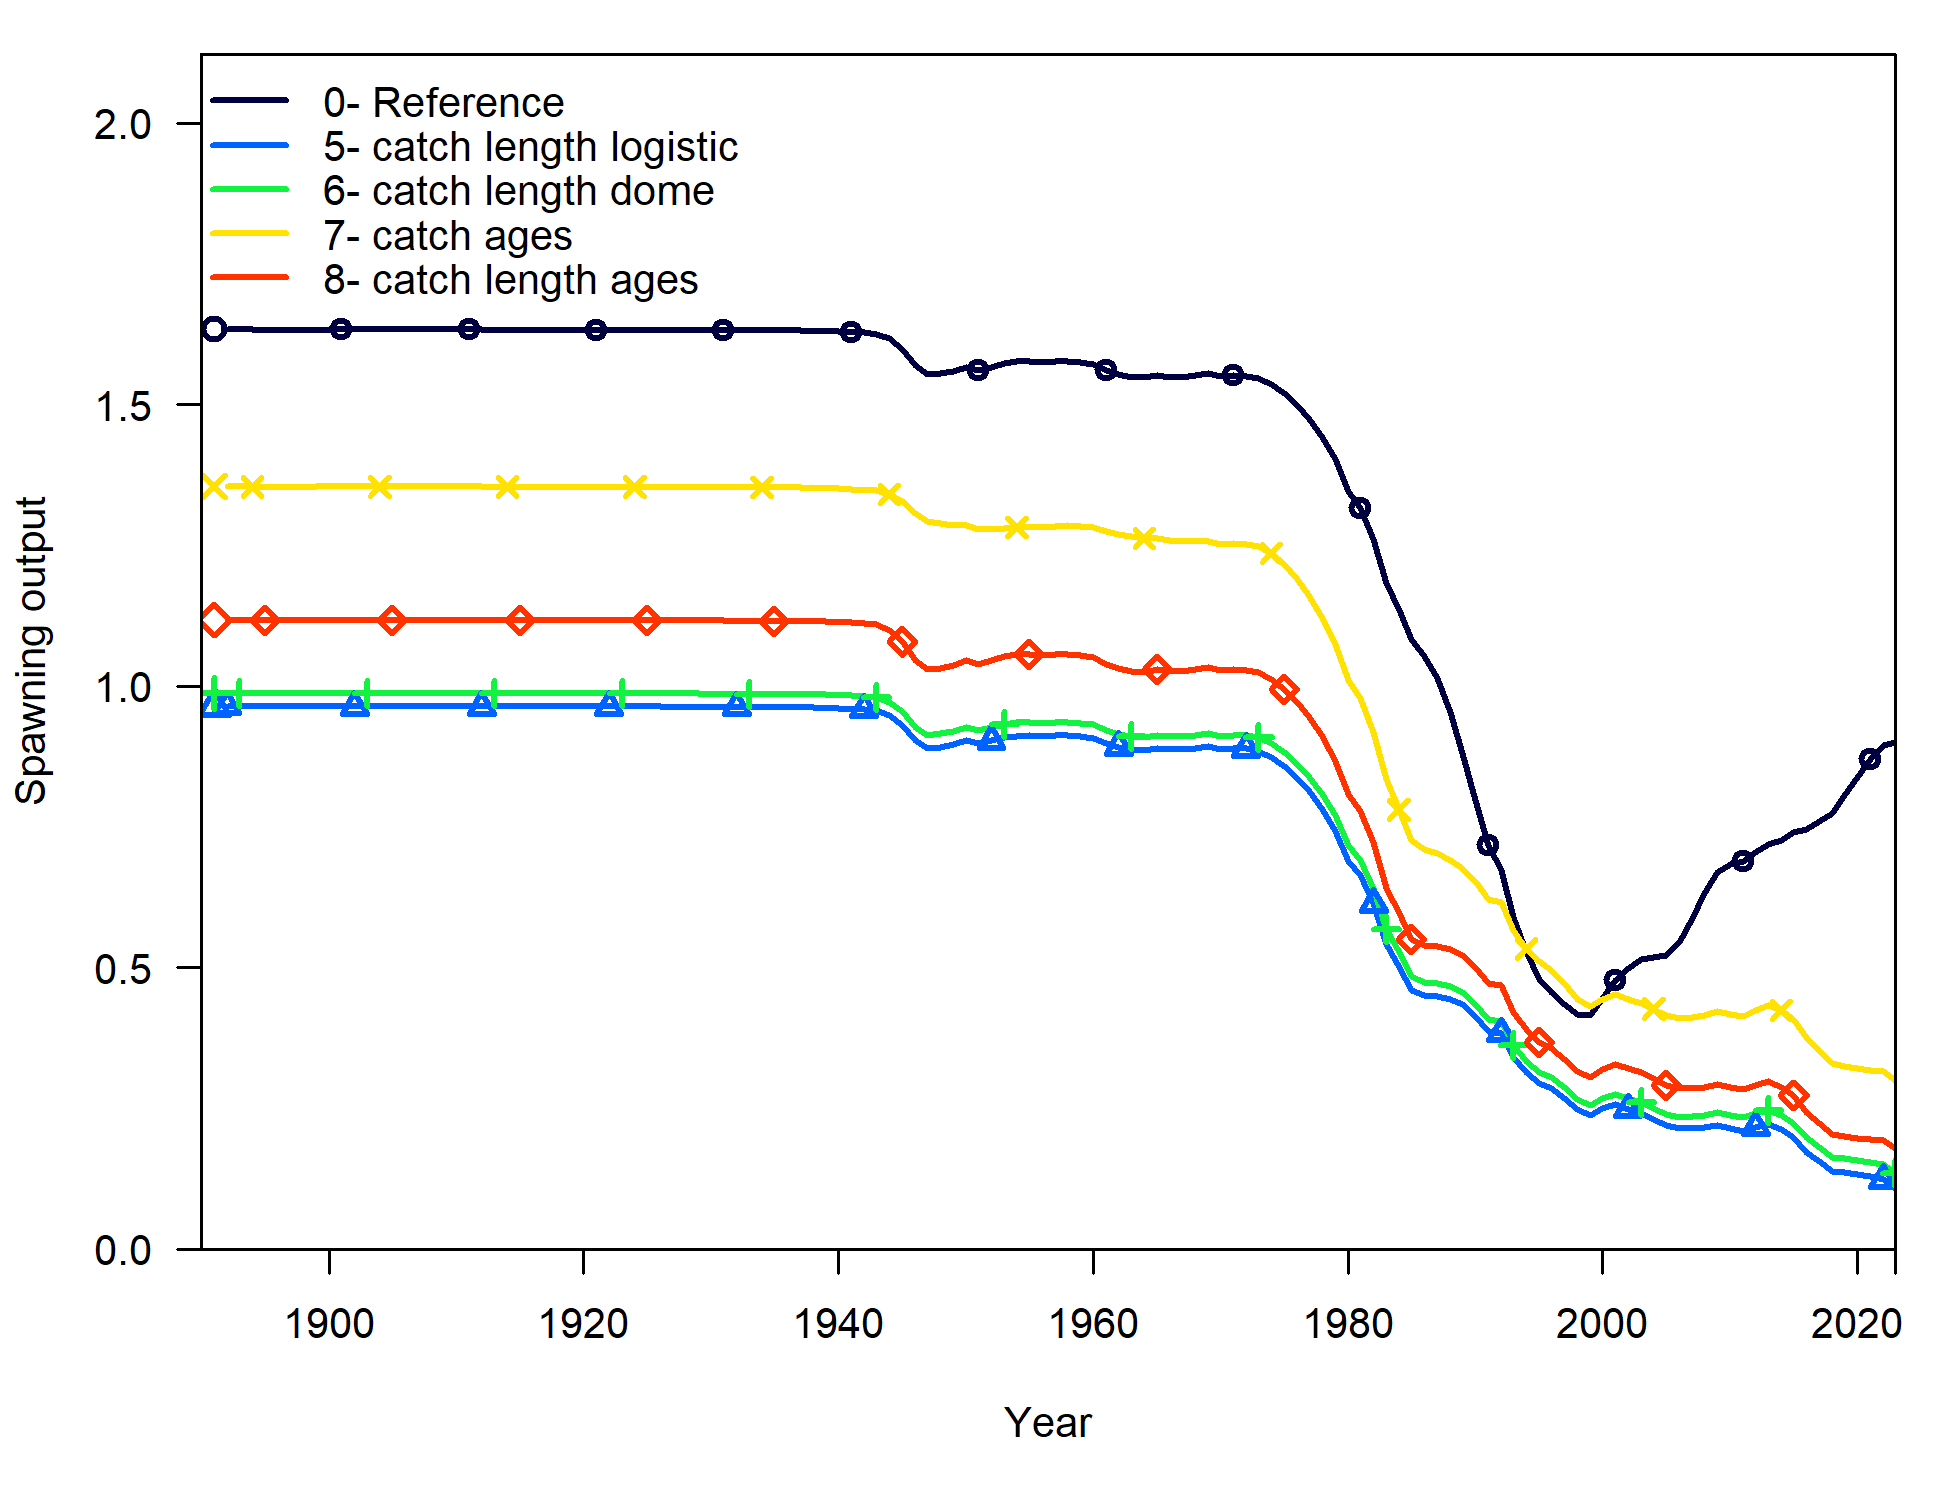 0- Reference
5- catch length logistic
6- catch length dome
7- catch ages
8- catch length ages
2.0
1.5
1.0
0.5
0.0
Spawning output
1900 1920 1940 1960 1980 2000 2020
Year